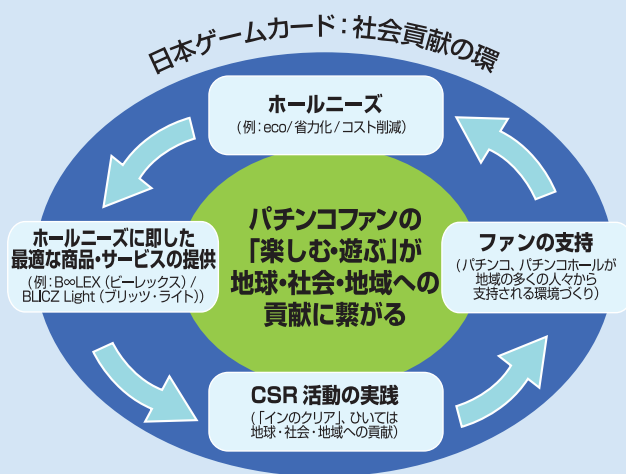 日本ゲームカード:社会貢献の環
ホールニーズ
(例:eco/省力化/コスト削減)
ホールニーズに即した
最適な商品・サービスの提供
(例:B∞LEX(ビーレックス)/
BLICZ Light(ブリッツ・ライト))
パチンコファンの
「楽しむ・遊ぶ」が
地球・社会・地域への
貢献に繋がる
ファンの支持
(パチンコ、パチンコホールが
地域の多くの人々から
支持される環境づくり)
CSR 活動の実践
(「インのクリア」、ひいては
地球・社会・地域への貢献)